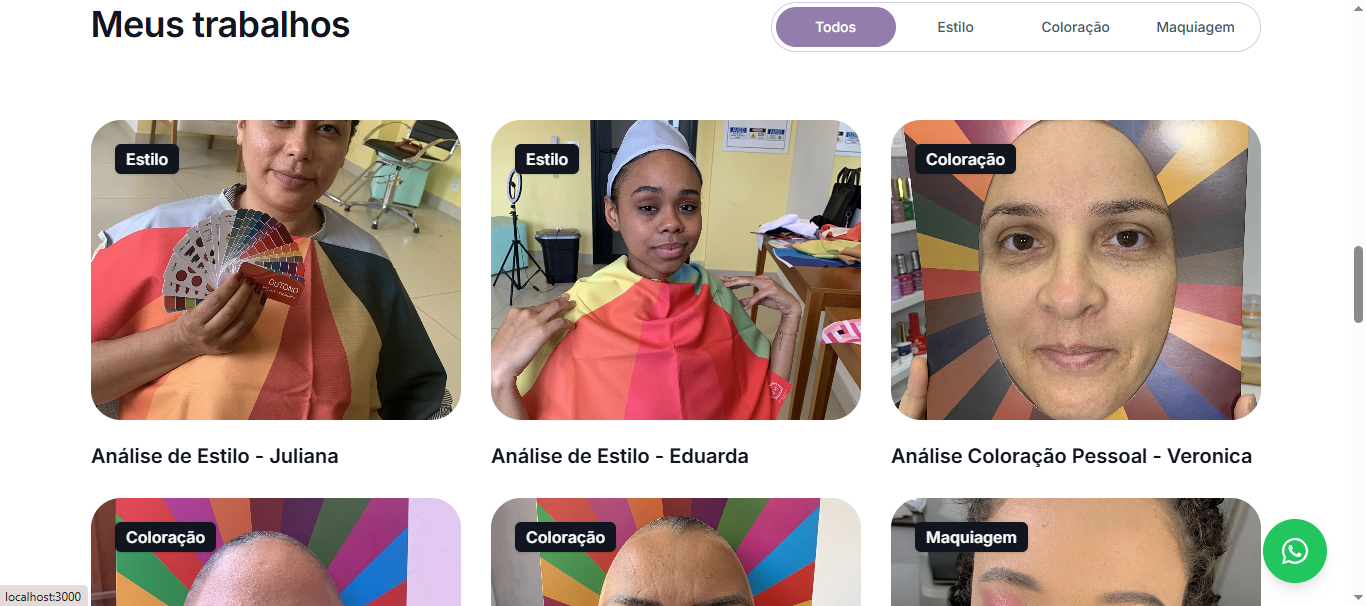 Meus trabalhos
Todos
Estilo
Coloração
Maquiagem
Estilo
Estilo
Coloração
OUTONO
Análise de Estilo - Juliana
Análise de Estilo - Eduarda
Análise Coloração Pessoal - Veronica
Coloração
Coloração
Maquiagem
localhost:3000